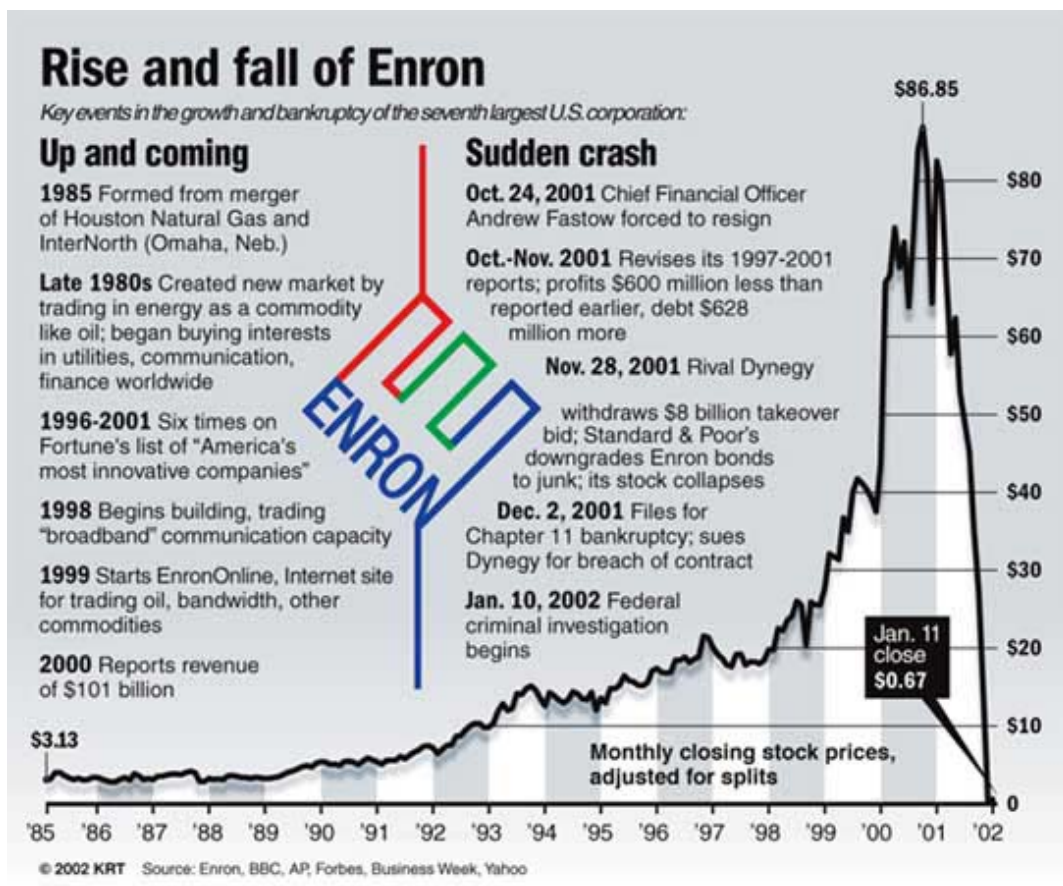 Rise and fall of Enron
Key events in the growth and bankruptcy of the seventh largest U.S. corporation:
Up and coming
1985 Formed from merger
of Houston Natural Gas and
InterNorth (Omaha, Neb.)
Late 1980s Created new market by
trading in energy as a commodity
like oil; began buying interests
in utilities, communication,
finance worldwide
1996-2001 Six times on
Fortune's list of “America's
most innovative companies”
1998 Begins building, trading
“broadband” communication capacity
1999 Starts EnronOnline, Internet site
for trading oil, bandwidth, other
commodities
2000 Reports revenue
of $101 billion
ENRON
Sudden crash
Oct. 24, 2001 Chief Financial Officer
Andrew Fastow forced to resign
Oct.-Nov. 2001 Revises its 1997-2001
reports; profits $600 million less than
reported earlier, debt $628
million more
Nov. 28, 2001 Rival Dynegy
withdraws $8 billion takeover
bid; Standard & Poor's
downgrades Enron bonds
to junk; its stock collapses
Dec. 2, 2001 Files for
Chapter 11 bankruptcy; sues
Dynegy for breach of contract
Jan. 10, 2002 Federal
criminal investigation
begins
$86.85
$80
$70
$60
$50
$40
$30
$20
$10
0
Jan. 11
close
$0.67
$3.13
Monthly closing stock prices,
adjusted for splits
'85 '86 '87 '88 '89 '90 '91 '92 '93 '94 '95 '96 '97 '98 '99 '00 '01 '02
© 2002 KRT Source: Enron, BBC, AP, Forbes, Business Week, Yahoo